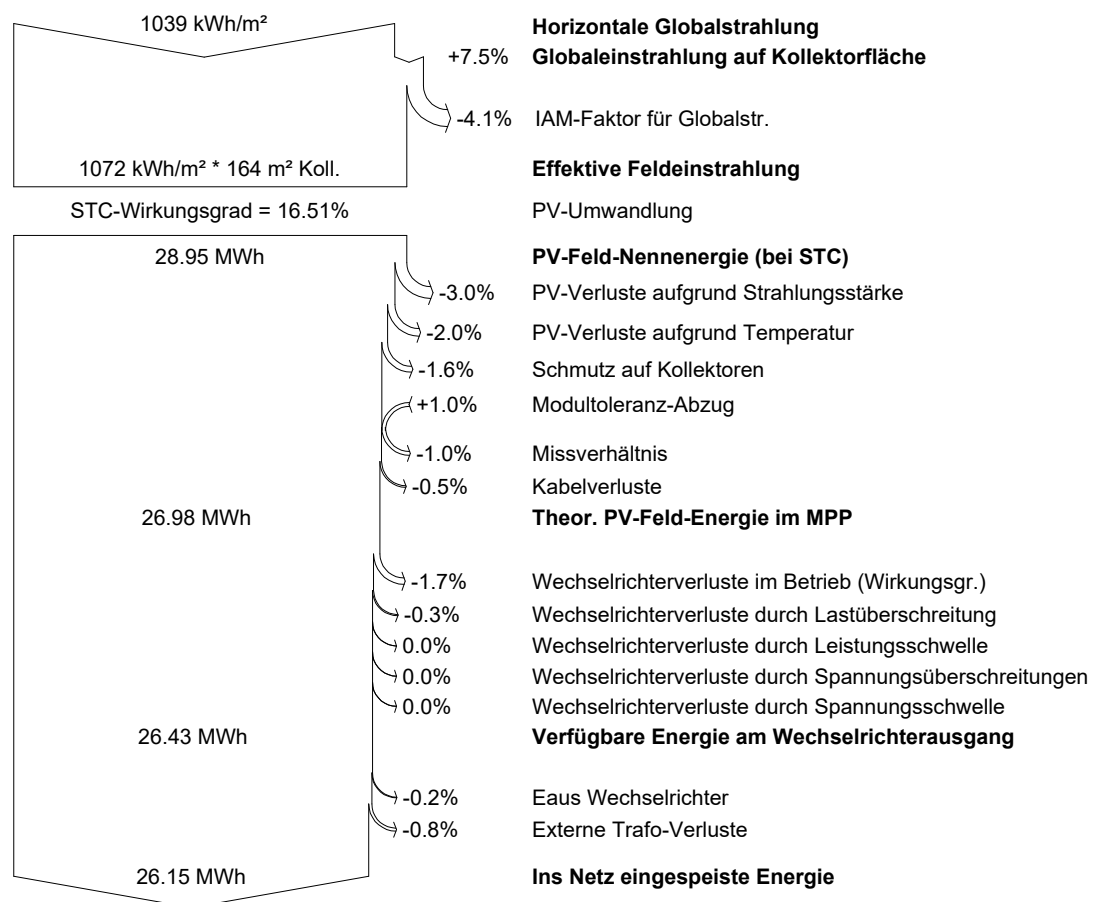 1039 kWh/m² Horizontale Globalstrahlung
+7.5% Globaleinstrahlung auf Kollektorfläche
-4.1% IAM-Faktor für Globalstr.
1072 kWh/m² * 164 m² Koll. Effektive Feldeinstrahlung
STC-Wirkungsgrad = 16.51% PV-Umwandlung
28.95 MWh PV-Feld-Nennenergie (bei STC)
-3.0% PV-Verluste aufgrund Strahlungsstärke
-2.0% PV-Verluste aufgrund Temperatur
-1.6% Schmutz auf Kollektoren
+1.0% Modultoleranz-Abzug
-1.0% Missverhältnis
-0.5% Kabelverluste
26.98 MWh Theor. PV-Feld-Energie im MPP
-1.7% Wechselrichterverluste im Betrieb (Wirkungsgr.)
-0.3% Wechselrichterverluste durch Lastüberschreitung
0.0% Wechselrichterverluste durch Leistungsschwelle
0.0% Wechselrichterverluste durch Spannungsüberschreitungen
0.0% Wechselrichterverluste durch Spannungsschwelle
26.43 MWh Verfügbare Energie am Wechselrichterausgang
-0.2% Eaus Wechselrichter
-0.8% Externe Trafo-Verluste
26.15 MWh Ins Netz eingespeiste Energie